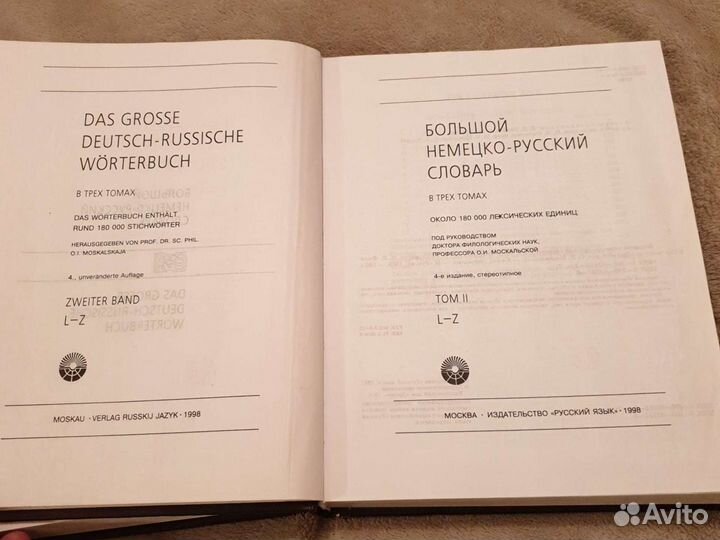 DAS GROSSE
DEUTSCH-RUSSISCHE
WÖRTERBUCH
В ТРЕХ ТОМАХ
DAS WÖRTERBUCH ENTHÄLT
RUND 180 000 STICHWÖRTER
HERAUSGEGEBEN VON PROF. DR. SC. PHIL.
O.I. MOSKALSKAJA
4., unveränderte Auflage
ZWEITER BAND
L–Z
MOSKAU · VERLAG RUSSKIJ JAZYK · 1998
БОЛЬШОЙ
НЕМЕЦКО-РУССКИЙ
СЛОВАРЬ
В ТРЕХ ТОМАХ
ОКОЛО 180 000 ЛЕКСИЧЕСКИХ ЕДИНИЦ
ПОД РУКОВОДСТВОМ
ДОКТОРА ФИЛОЛОГИЧЕСКИХ НАУК,
ПРОФЕССОРА О.И. МОСКАЛЬСКОЙ
4-е издание, стереотипное
ТОМ II
L–Z
МОСКВА · ИЗДАТЕЛЬСТВО «РУССКИЙ ЯЗЫК» · 1998
Avito